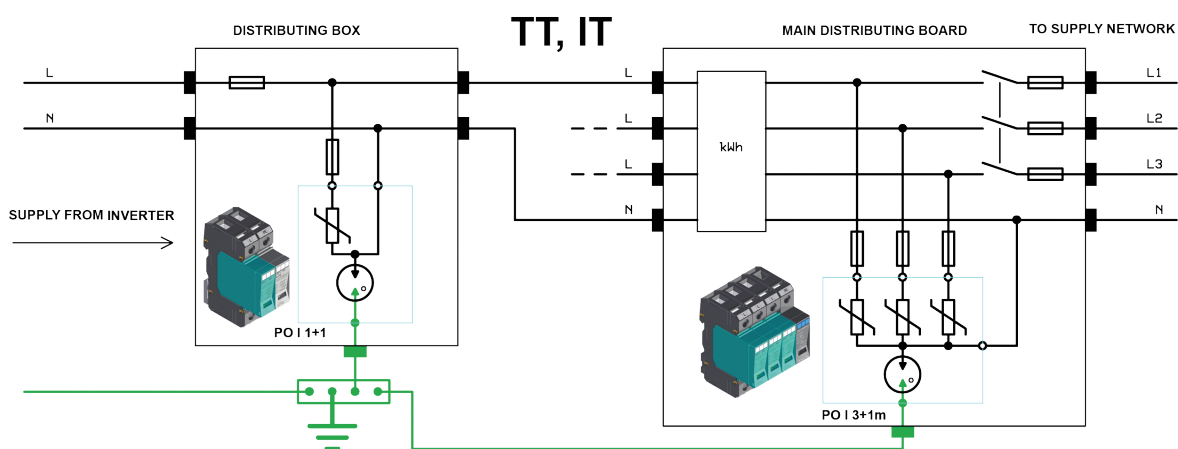 TT, IT
DISTRIBUTING BOX
MAIN DISTRIBUTING BOARD
TO SUPPLY NETWORK
L
L
L1
N
L
L2
kWh
L
L3
SUPPLY FROM INVERTER
N
N
PO I 1+1
PO I 3+1m